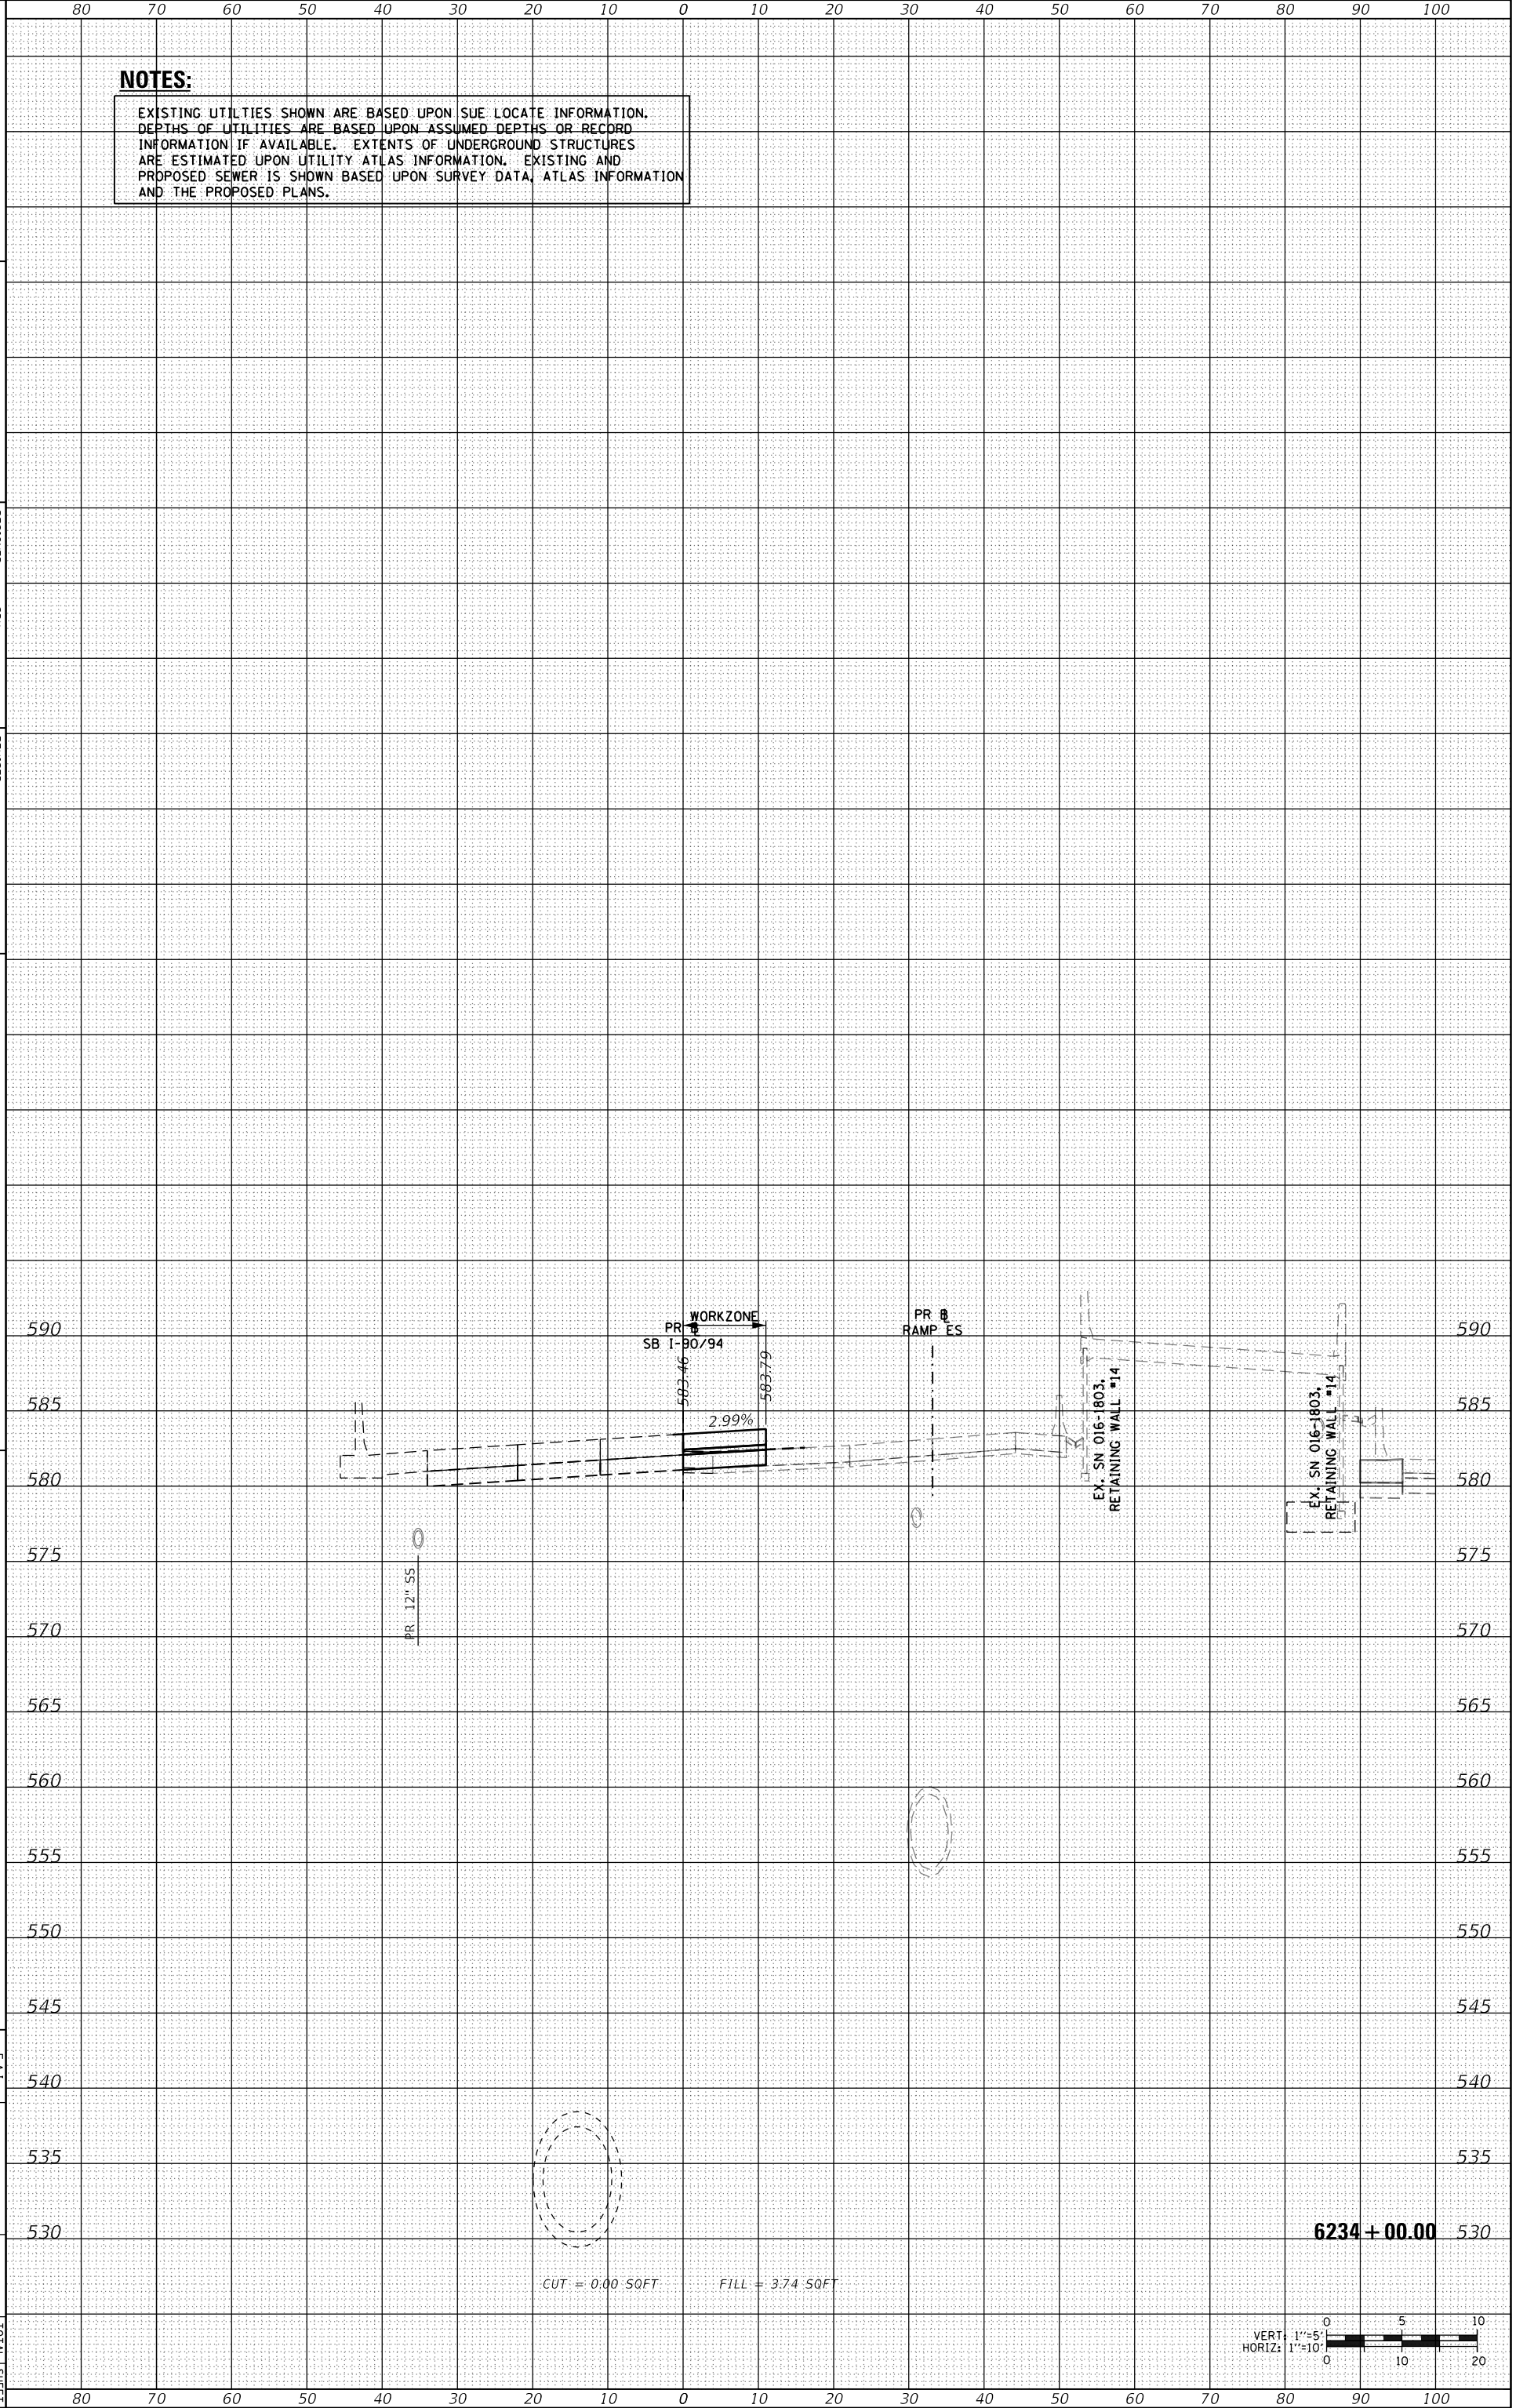 80 70 60 50 40 30 20 10 0 10 20 30 40 50 60 70 80 90 100
NOTES:
EXISTING UTILTIES SHOWN ARE BASED UPON SUE LOCATE INFORMATION.
DEPTHS OF UTILITIES ARE BASED UPON ASSUMED DEPTHS OR RECORD
INFORMATION IF AVAILABLE. EXTENTS OF UNDERGROUND STRUCTURES
ARE ESTIMATED UPON UTILITY ATLAS INFORMATION. EXISTING AND
PROPOSED SEWER IS SHOWN BASED UPON SURVEY DATA, ATLAS INFORMATION
AND THE PROPOSED PLANS.
WORKZONE
PR BL
SB I-90/94
PR BL
RAMP ES
590 590
583.46
583.79
2.99%
585 585
EX. SN 016-1803,
RETAINING WALL #14
EX. SN 016-1803,
RETAINING WALL #14
580 580
575 575
PR 12" SS
570 570
565 565
560 560
555 555
550 550
545 545
540 540
535 535
530 530
6234+00.00
CUT = 0.00 SQFT FILL = 3.74 SQFT
0 5 10
VERT: 1"=5'
HORIZ: 1"=10'
0 10 20
80 70 60 50 40 30 20 10 0 10 20 30 40 50 60 70 80 90 100